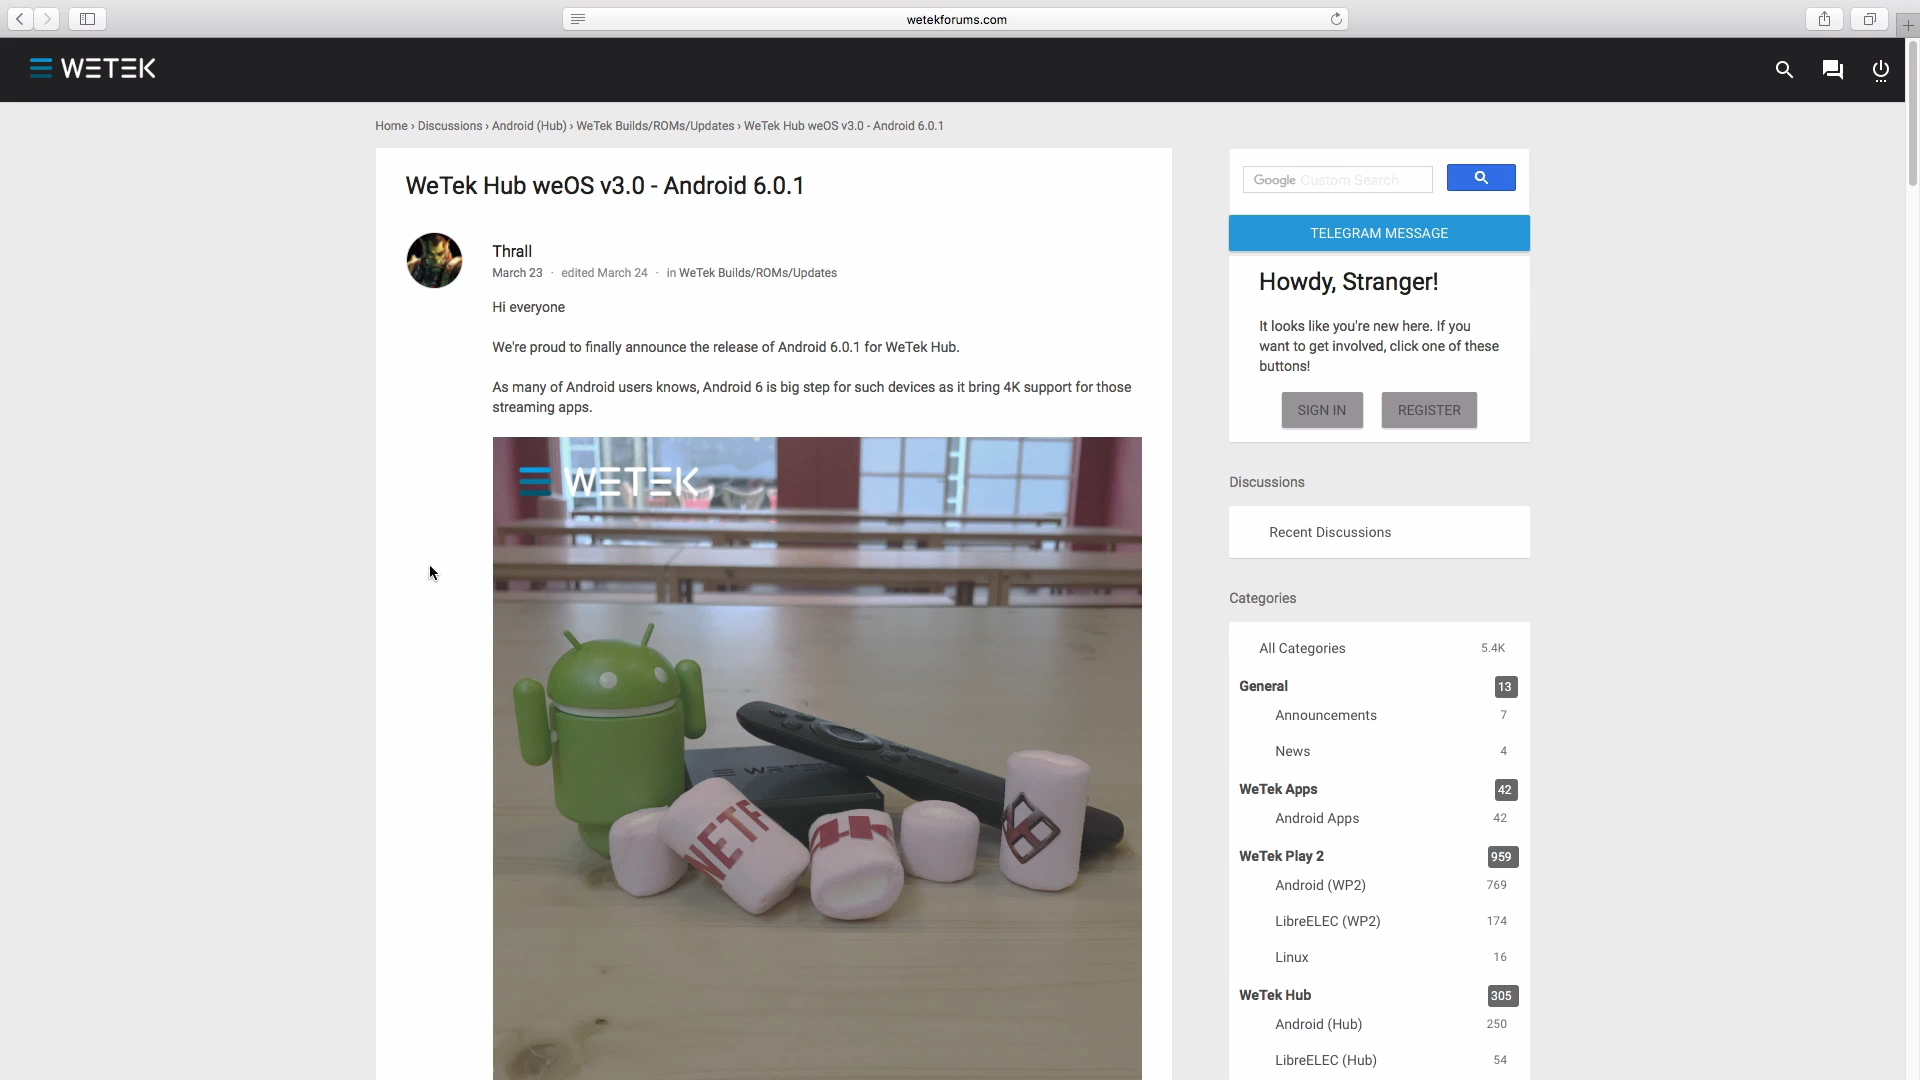 wetekforums.com
WETEK
Home › Discussions › Android (Hub) › WeTek Builds/ROMs/Updates › WeTek Hub weOS v3.0 - Android 6.0.1
WeTek Hub weOS v3.0 - Android 6.0.1
Thrall
March 23 · edited March 24 · in WeTek Builds/ROMs/Updates
Hi everyone
We're proud to finally announce the release of Android 6.0.1 for WeTek Hub.
As many of Android users knows, Android 6 is big step for such devices as it bring 4K support for those
streaming apps.
WETEK
WETEK
WETF
Google Custom Search
TELEGRAM MESSAGE
Howdy, Stranger!
It looks like you're new here. If you
want to get involved, click one of these
buttons!
SIGN IN REGISTER
Discussions
Recent Discussions
Categories
All Categories 5.4K
General 13
Announcements 7
News 4
WeTek Apps 42
Android Apps 42
WeTek Play 2 959
Android (WP2) 769
LibreELEC (WP2) 174
Linux 16
WeTek Hub 305
Android (Hub) 250
LibreELEC (Hub) 54